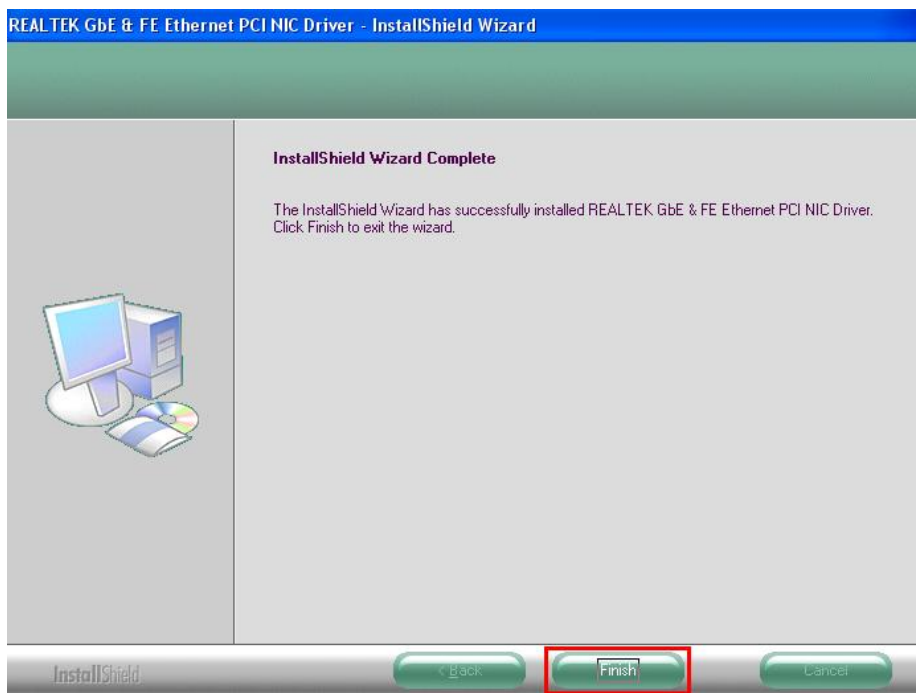 REALTEK GbE & FE Ethernet PCI NIC Driver - InstallShield Wizard
InstallShield Wizard Complete
The InstallShield Wizard has successfully installed REALTEK GbE & FE Ethernet PCI NIC Driver.
Click Finish to exit the wizard.
InstallShield
< Back
Finish
Cancel